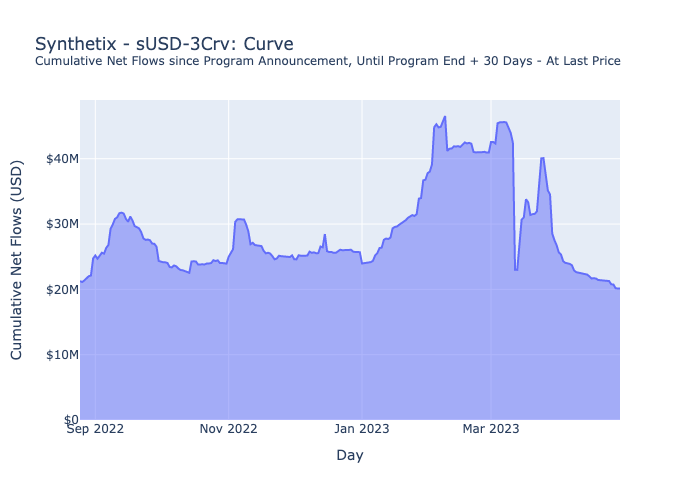 Synthetix - sUSD-3Crv: Curve
Cumulative Net Flows since Program Announcement, Until Program End + 30 Days - At Last Price
Cumulative Net Flows (USD)
$40M
$30M
$20M
$10M
$0
Sep 2022
Nov 2022
Jan 2023
Mar 2023
Day